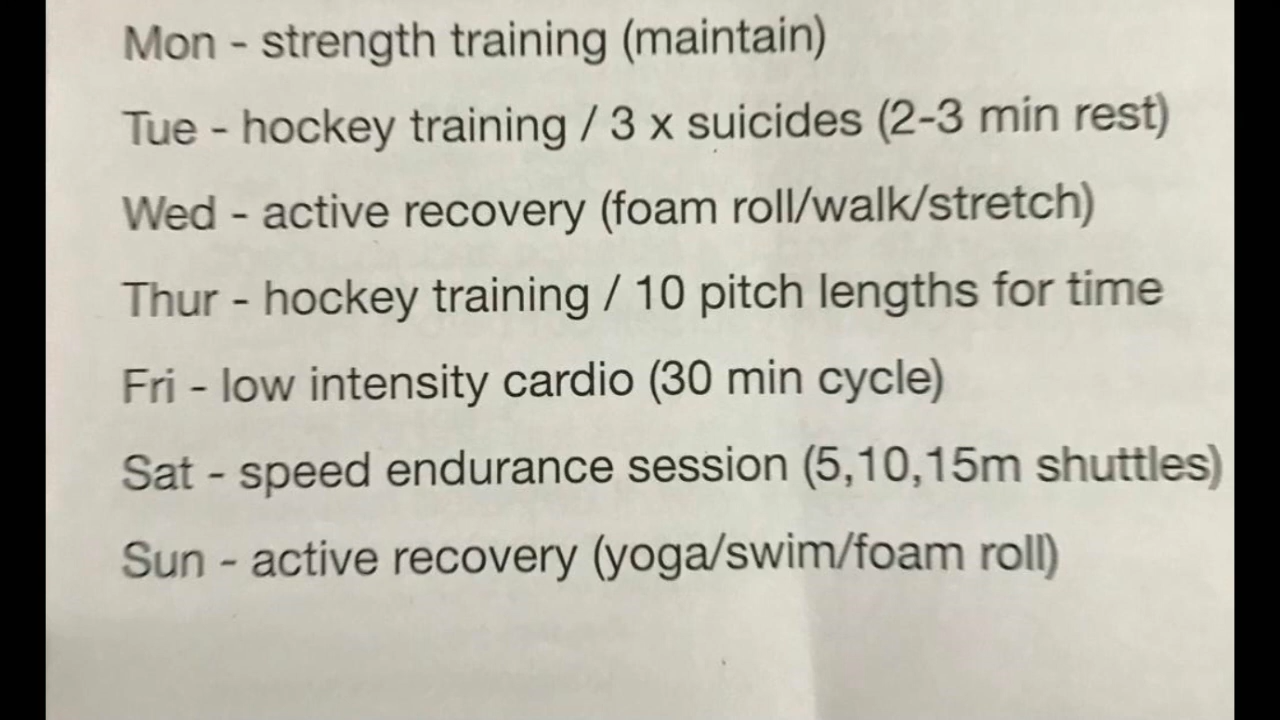 Mon - strength training (maintain)
Tue - hockey training / 3 x suicides (2-3 min rest)
Wed - active recovery (foam roll/walk/stretch)
Thur - hockey training / 10 pitch lengths for time
Fri - low intensity cardio (30 min cycle)
Sat - speed endurance session (5,10,15m shuttles)
Sun - active recovery (yoga/swim/foam roll)